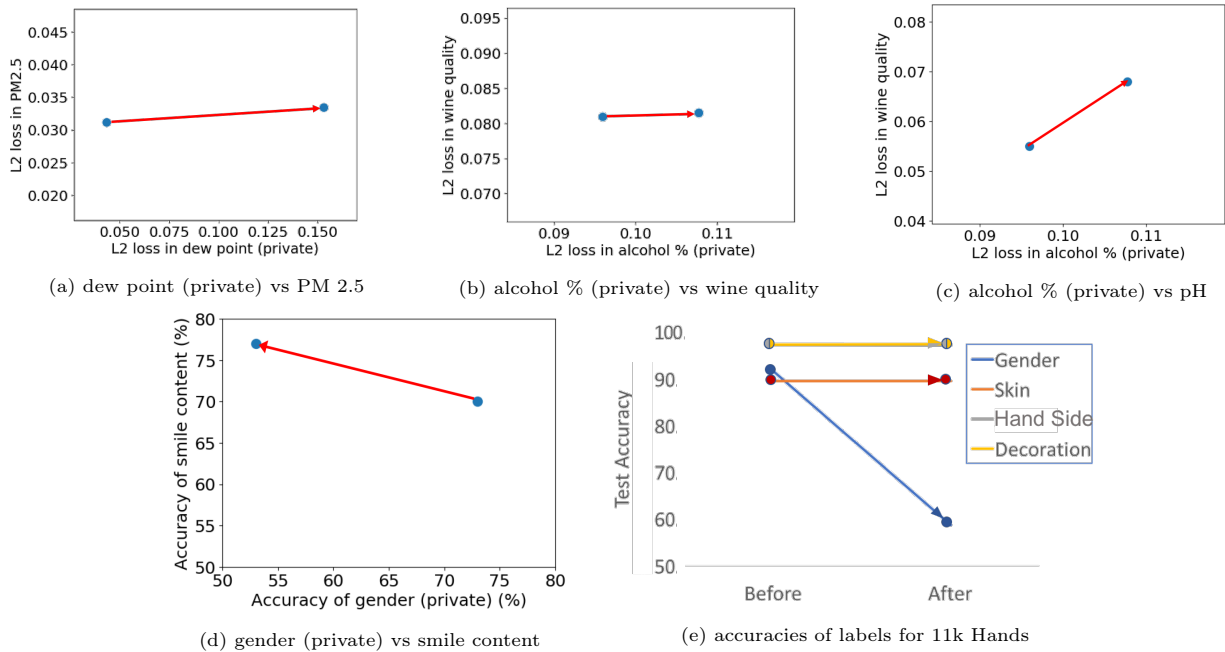 L2 loss in PM2.5
0.045
0.040
0.035
0.030
0.025
0.020
0.050 0.075 0.100 0.125 0.150
L2 loss in dew point (private)
(a) dew point (private) vs PM 2.5
L2 loss in wine quality
0.095
0.090
0.085
0.080
0.075
0.070
0.09 0.10 0.11
L2 loss in alcohol % (private)
(b) alcohol % (private) vs wine quality
L2 loss in wine quality
0.08
0.07
0.06
0.05
0.04
0.09 0.10 0.11
L2 loss in alcohol % (private)
(c) alcohol % (private) vs pH
Accuracy of smile content (%)
80
75
70
65
60
55
50
50 55 60 65 70 75 80
Accuracy of gender (private) (%)
(d) gender (private) vs smile content
Test Accuracy
100.
90.
80.
70.
60.
50.
Before After
Gender
Skin
Hand Side
Decoration
(e) accuracies of labels for 11k Hands